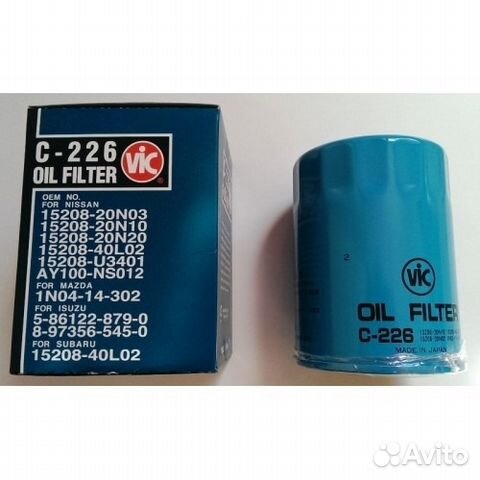 C-226
VIC
OIL FILTER
OEM NO.
FOR NISSAN
15208-20N03
15208-20N10
15208-20N20
15208-40L02
15208-U3401
AY100-NS012
FOR MAZDA
1N04-14-302
FOR ISUZU
5-86122-879-0
8-97356-545-0
FOR SUBARU
15208-40L02
2
VIC
OIL FILTER
C-226
MADE IN JAPAN
Avito